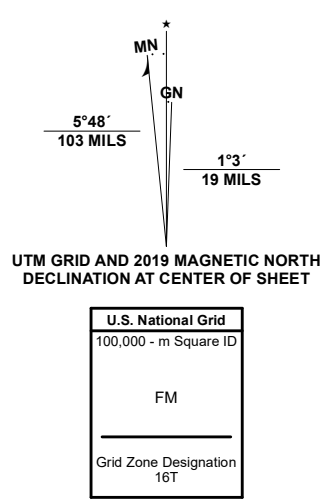 MN
GN
5°48´
103 MILS
1°3´
19 MILS
UTM GRID AND 2019 MAGNETIC NORTH
DECLINATION AT CENTER OF SHEET
U.S. National Grid
100,000 - m Square ID
FM
Grid Zone Designation
16T